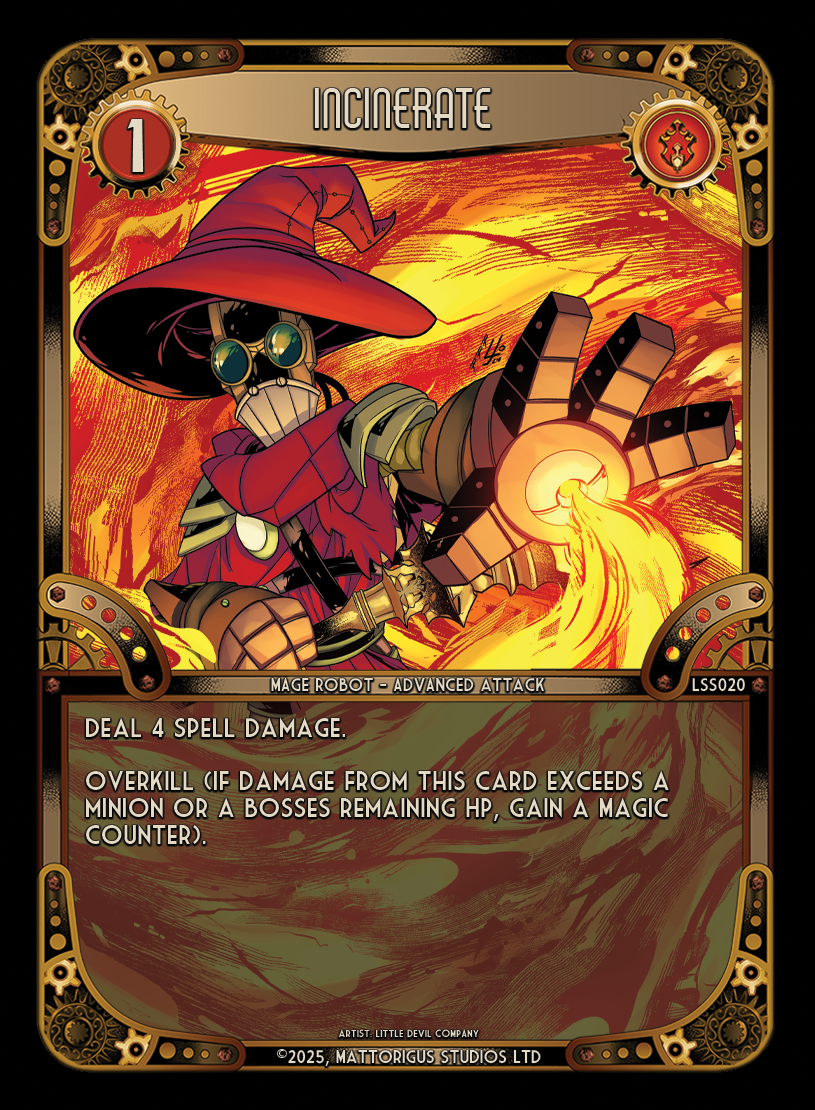 INCINERATE
1
MAGE ROBOT - ADVANCED ATTACK
LSS020
DEAL 4 SPELL DAMAGE.
OVERKILL (IF DAMAGE FROM THIS CARD EXCEEDS A
MINION OR A BOSSES REMAINING HP, GAIN A MAGIC
COUNTER).
ARTIST: LITTLE DEVIL COMPANY
©2025, MATTORIGUS STUDIOS LTD